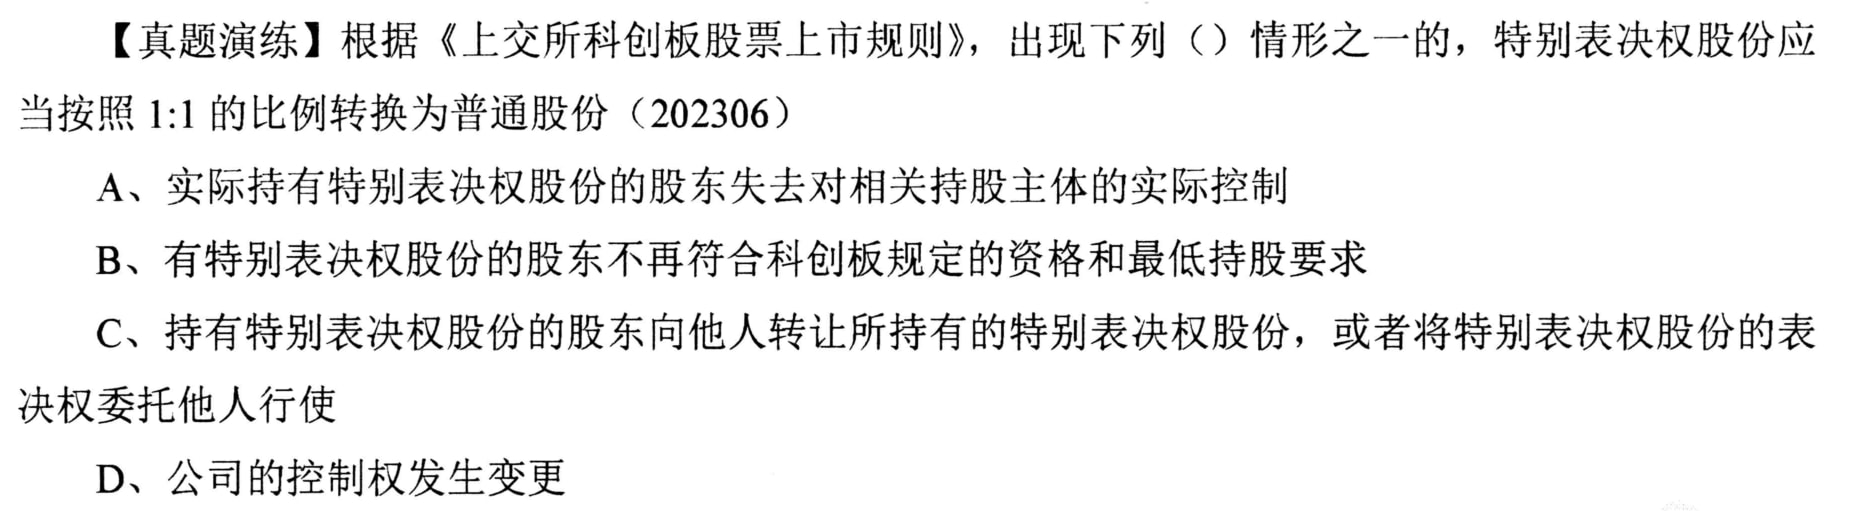 【真题演练】根据《上交所科创板股票上市规则》，出现下列（）情形之一的，特别表决权股份应
当按照 1:1 的比例转换为普通股份（202306）
A、实际持有特别表决权股份的股东失去对相关持股主体的实际控制
B、有特别表决权股份的股东不再符合科创板规定的资格和最低持股要求
C、持有特别表决权股份的股东向他人转让所持有的特别表决权股份，或者将特别表决权股份的表
决权委托他人行使
D、公司的控制权发生变更